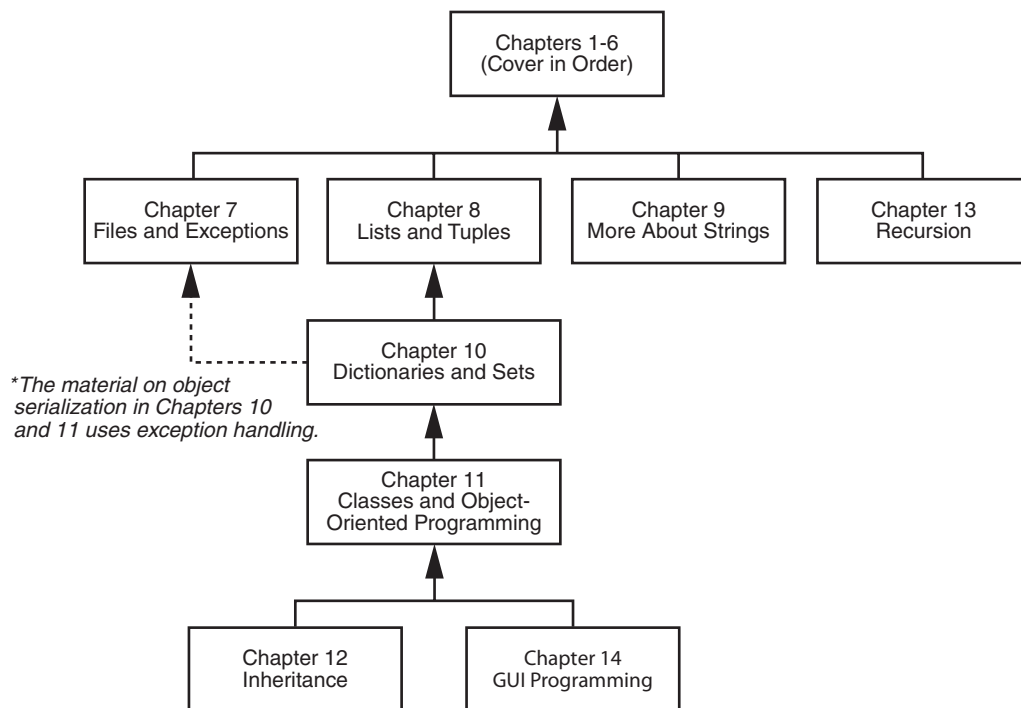 Chapters 1-6
(Cover in Order)
Chapter 7
Files and Exceptions
Chapter 8
Lists and Tuples
Chapter 9
More About Strings
Chapter 13
Recursion
Chapter 10
Dictionaries and Sets
*The material on object
serialization in Chapters 10
and 11 uses exception handling.
Chapter 11
Classes and Object-
Oriented Programming
Chapter 12
Inheritance
Chapter 14
GUI Programming